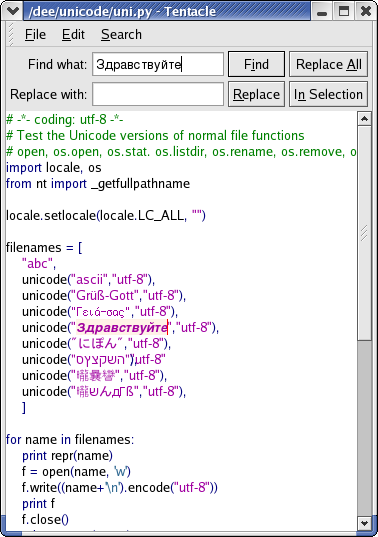 /dee/unicode/uni.py - Tentacle
File Edit Search
Find what: Здравствуйте Find Replace All
Replace with: Replace In Selection
# -*- coding: utf-8 -*-
# Test the Unicode versions of normal file functions
# open, os.open, os.stat. os.listdir, os.rename, os.remove, o
import locale, os
from nt import _getfullpathname
locale.setlocale(locale.LC_ALL, "")
filenames = [
"abc",
unicode("ascii","utf-8"),
unicode("Grüß-Gott","utf-8"),
unicode("Γειά-σας","utf-8"),
unicode("Здравствуйте","utf-8"),
unicode("にぽん","utf-8"),
unicode("השקצץס","utf-8"
unicode("","utf-8"),
unicode("","utf-8"),
]
for name in filenames:
print repr(name)
f = open(name, 'w')
f.write((name+'\n').encode("utf-8"))
print f
f.close()